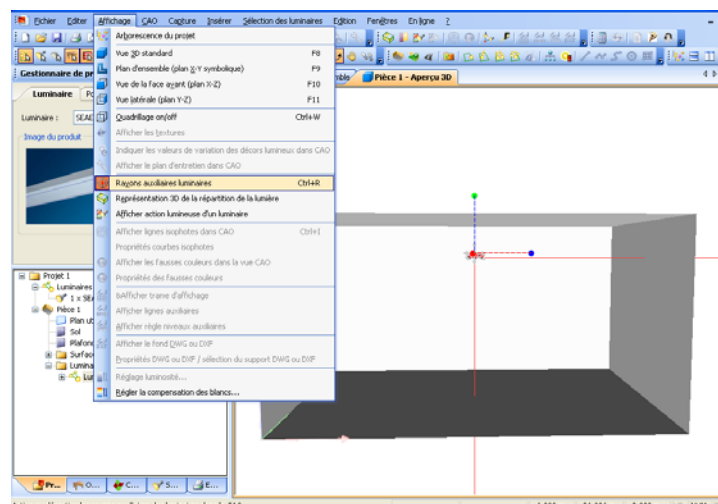 Fichier Editer Affichage CAO Capture Insérer Sélection des luminaires Edition Fenêtres En ligne ?
Arborescence du projet
Vue 3D standard F8
Plan d'ensemble (plan X-Y symbolique) F9
Vue de la face avant (plan X-Z) F10
Vue latérale (plan Y-Z) F11
Quadrillage on/off Ctrl+W
Afficher les textures
Indiquer les valeurs de variation des décors lumineux dans CAO
Afficher le plan d'entretien dans CAO
Rayons auxiliaires luminaires Ctrl+R
Représentation 3D de la répartition de la lumière
Afficher action lumineuse d'un luminaire
Afficher lignes isophotes dans CAO Ctrl+I
Propriétés courbes isophotes
Afficher les fausses couleurs dans la vue CAO
Propriétés des fausses couleurs
&Afficher trame d'affichage
Afficher lignes auxiliaires
Afficher règle niveaux auxiliaires
Afficher le fond DWG ou DXF
Propriétés DWG ou DXF / sélection du support DWG ou DXF
Réglage luminosité...
Régler la compensation des blancs...
Gestionnaire de pr
Luminaire Po
Luminaire : SEAD
Image du produit
Projet 1
Luminaires
1 x SEA
Pièce 1
Plan ut
Sol
Plafon
Surfac
Lumina
Lum
Pr... O... C... S... E...
Pièce 1 - Aperçu 3D